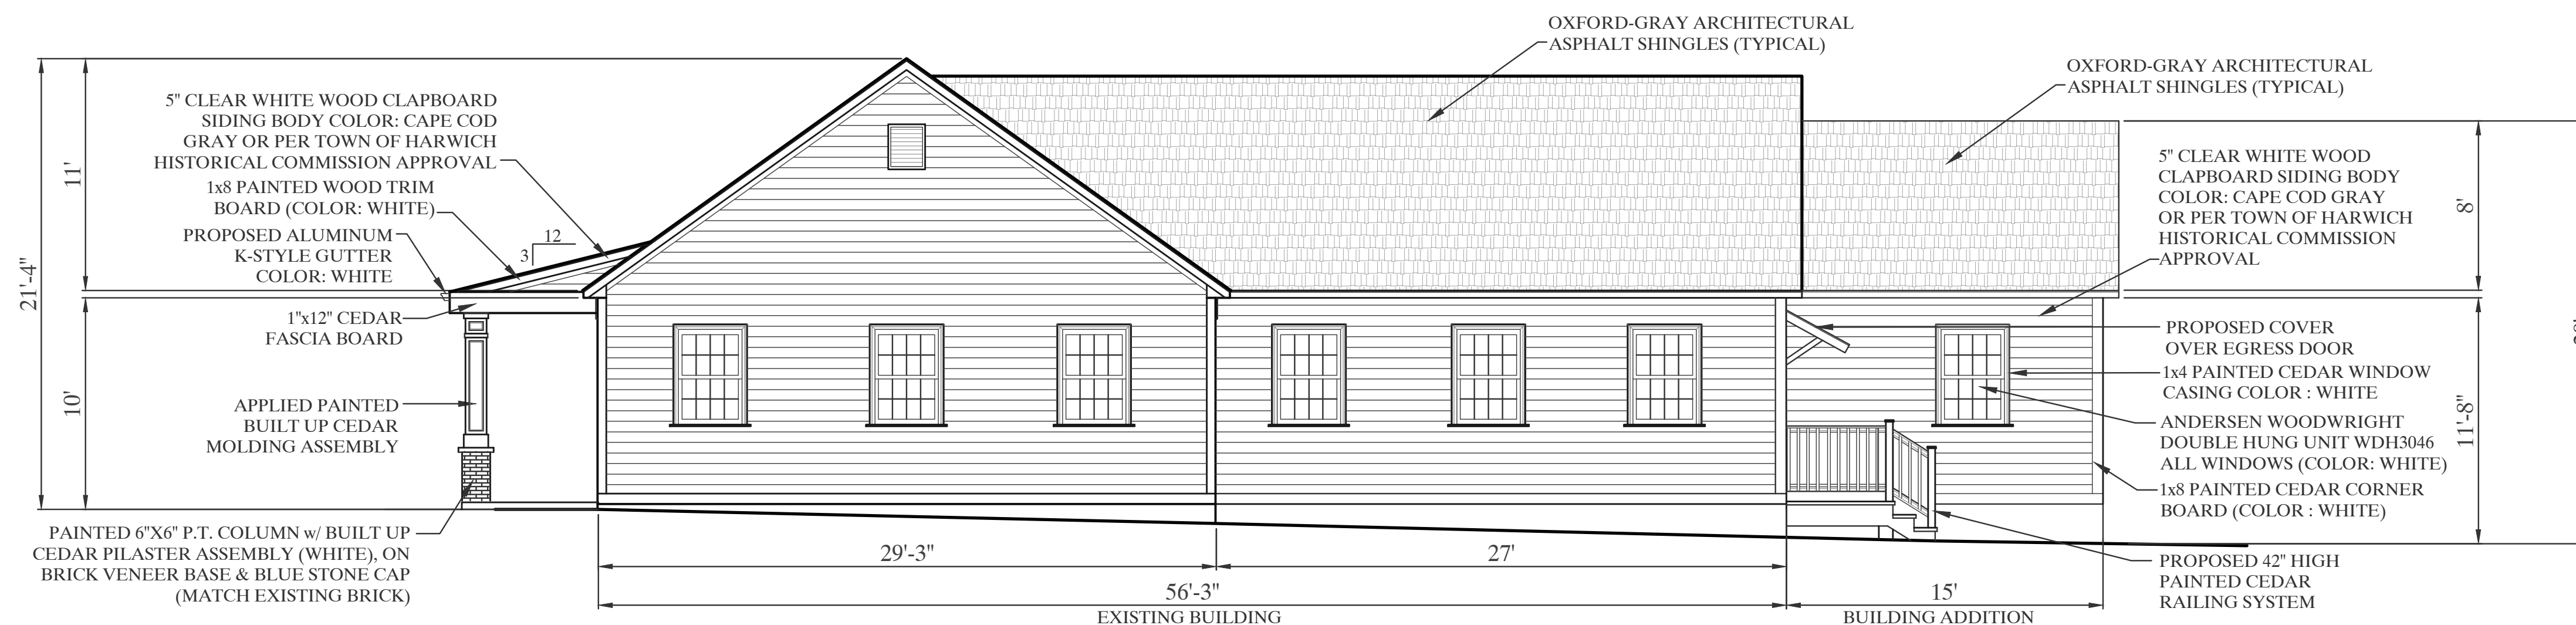 OXFORD-GRAY ARCHITECTURAL
ASPHALT SHINGLES (TYPICAL)
OXFORD-GRAY ARCHITECTURAL
ASPHALT SHINGLES (TYPICAL)
5" CLEAR WHITE WOOD CLAPBOARD
SIDING BODY COLOR: CAPE COD
GRAY OR PER TOWN OF HARWICH
HISTORICAL COMMISSION APPROVAL
1x8 PAINTED WOOD TRIM
BOARD (COLOR: WHITE)
PROPOSED ALUMINUM
K-STYLE GUTTER
COLOR: WHITE
12
3
11'
21'-4"
10'
1"x12" CEDAR
FASCIA BOARD
APPLIED PAINTED
BUILT UP CEDAR
MOLDING ASSEMBLY
PAINTED 6"X6" P.T. COLUMN w/ BUILT UP
CEDAR PILASTER ASSEMBLY (WHITE), ON
BRICK VENEER BASE & BLUE STONE CAP
(MATCH EXISTING BRICK)
5" CLEAR WHITE WOOD
CLAPBOARD SIDING BODY
COLOR: CAPE COD GRAY
OR PER TOWN OF HARWICH
HISTORICAL COMMISSION
APPROVAL
8'
PROPOSED COVER
OVER EGRESS DOOR
1x4 PAINTED CEDAR WINDOW
CASING COLOR : WHITE
ANDERSEN WOODWRIGHT
DOUBLE HUNG UNIT WDH3046
ALL WINDOWS (COLOR: WHITE)
11'-8"
1x8 PAINTED CEDAR CORNER
BOARD (COLOR : WHITE)
PROPOSED 42" HIGH
PAINTED CEDAR
RAILING SYSTEM
29'-3"
27'
56'-3"
EXISTING BUILDING
15'
BUILDING ADDITION